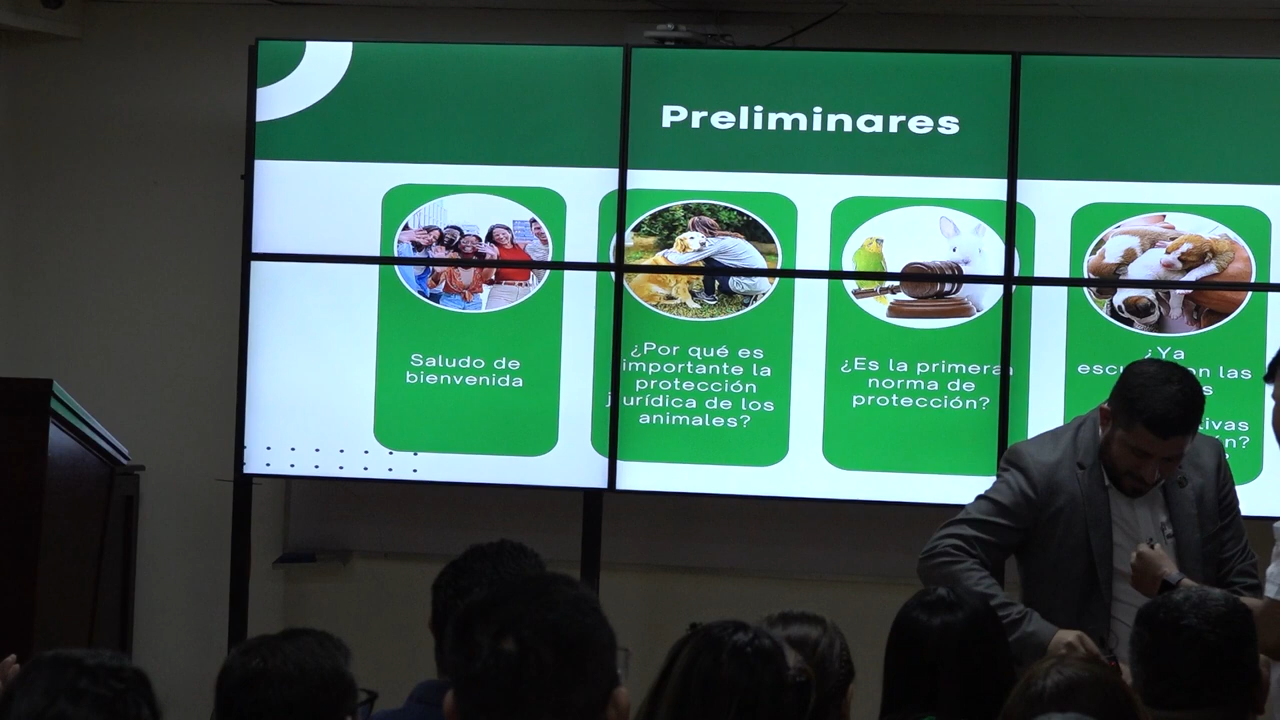 Preliminares
Saludo de
bienvenida
¿Por qué es
importante la
protección
jurídica de los
animales?
¿Es la primera
norma de
protección?
¿Ya
las